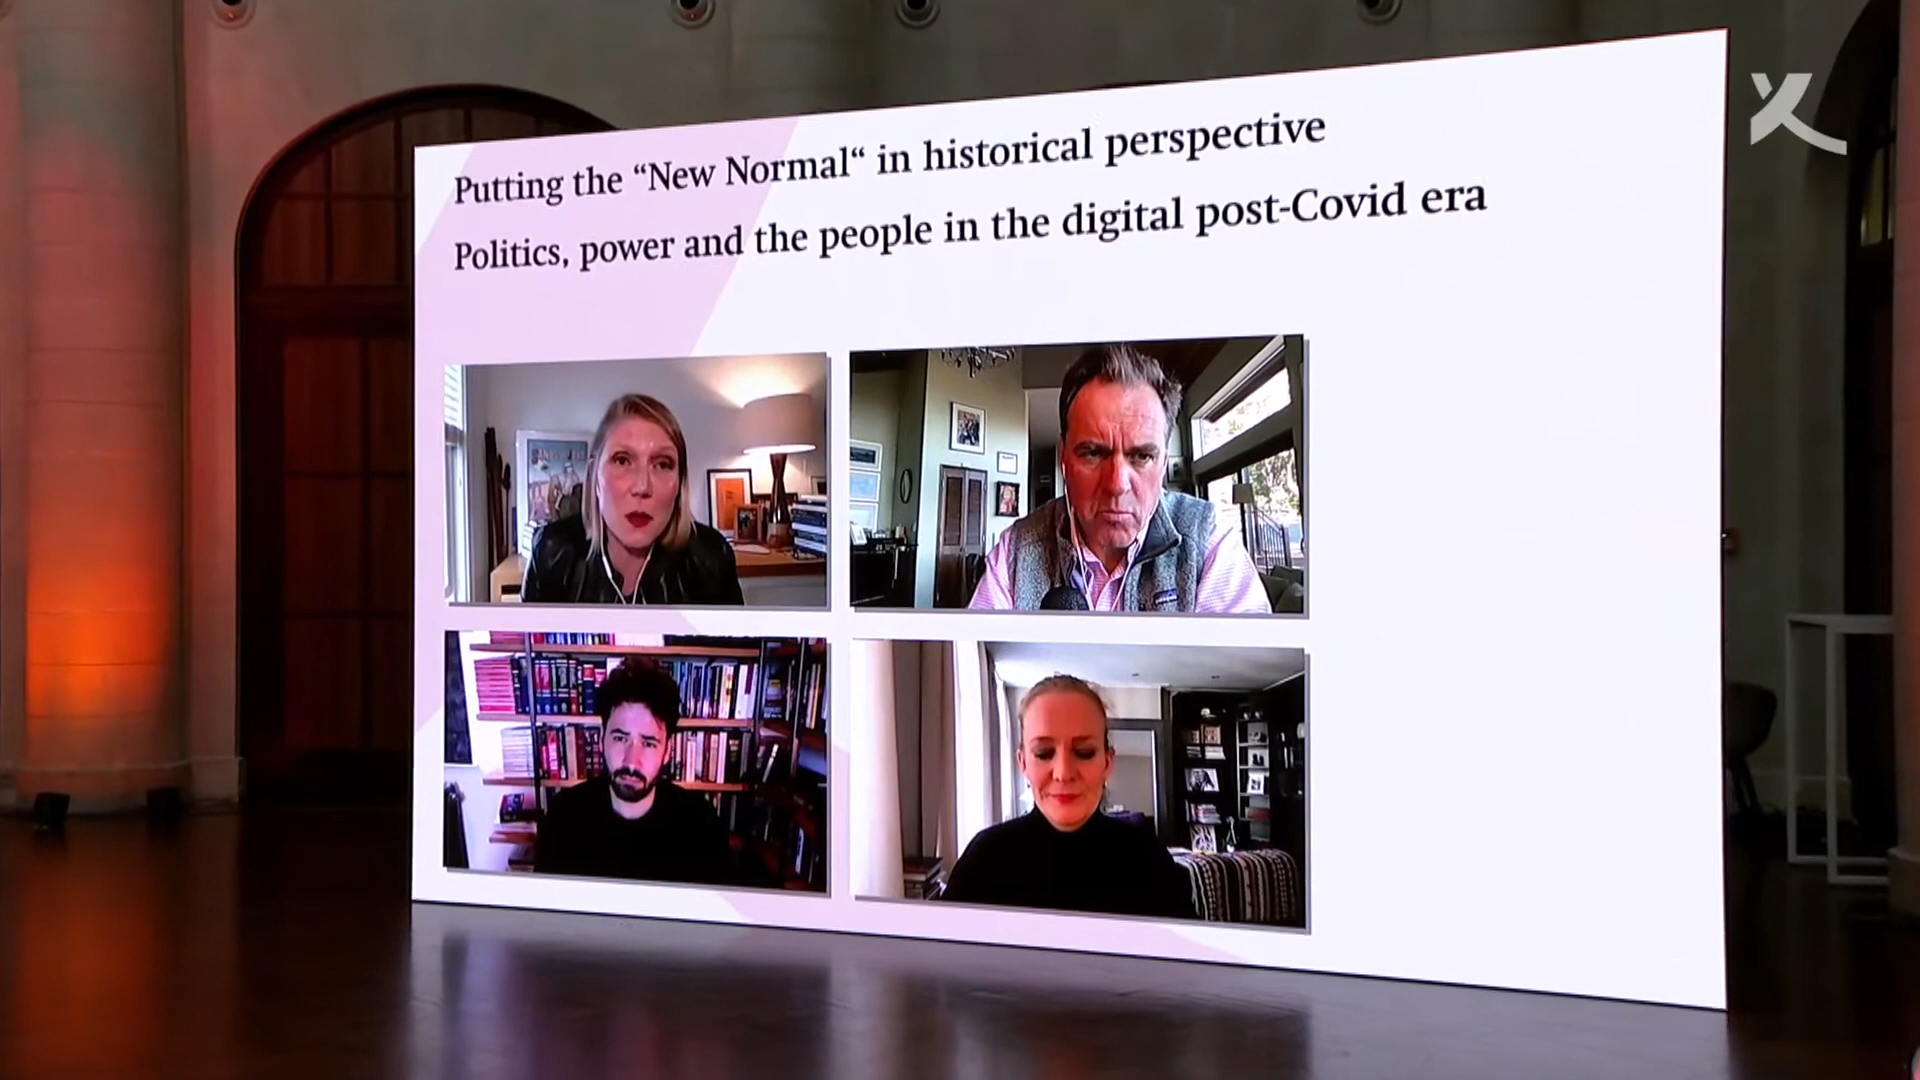 Putting the “New Normal“ in historical perspective
Politics, power and the people in the digital post-Covid era